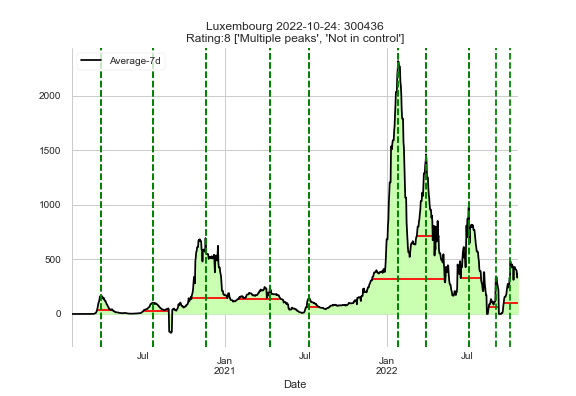 Luxembourg 2022-10-24: 300436
Rating:8 ['Multiple peaks', 'Not in control']
Average-7d
2000
1500
1000
500
0
Jul
Jan
2021
Jul
Jan
2022
Jul
Date